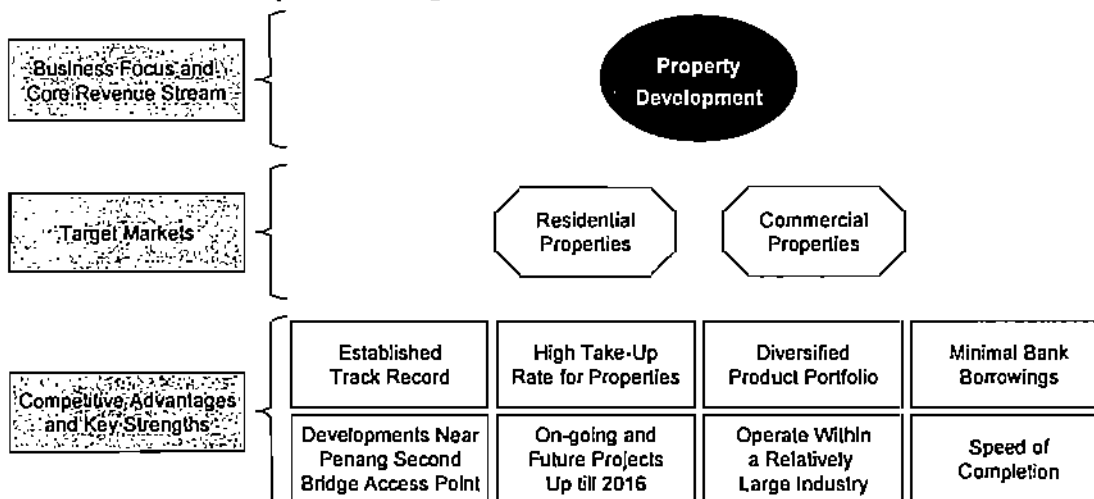 Business Focus and
Core Revenue Stream
Property
Development
Target Markets
Residential
Properties
Commercial
Properties
Competitive Advantages
and Key Strengths
Established
Track Record
High Take-Up
Rate for Properties
Diversified
Product Portfolio
Minimal Bank
Borrowings
Developments Near
Penang Second
Bridge Access Point
On-going and
Future Projects
Up till 2016
Operate Within
a Relatively
Large Industry
Speed of
Completion